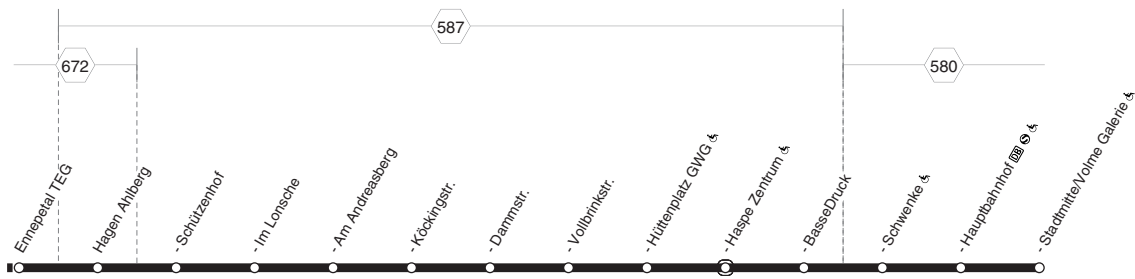 587
672
580
Ennepetal TEG
Hagen Ahlberg
- Schützenhof
- Im Lonsche
- Am Andreasberg
- Köckingstr.
- Dammstr.
- Vollbrinkstr.
- Hüttenplatz GWG
- Haspe Zentrum
- BasseDruck
- Schwenke
- Hauptbahnhof DB S
- Stadtmitte/Volme Galerie